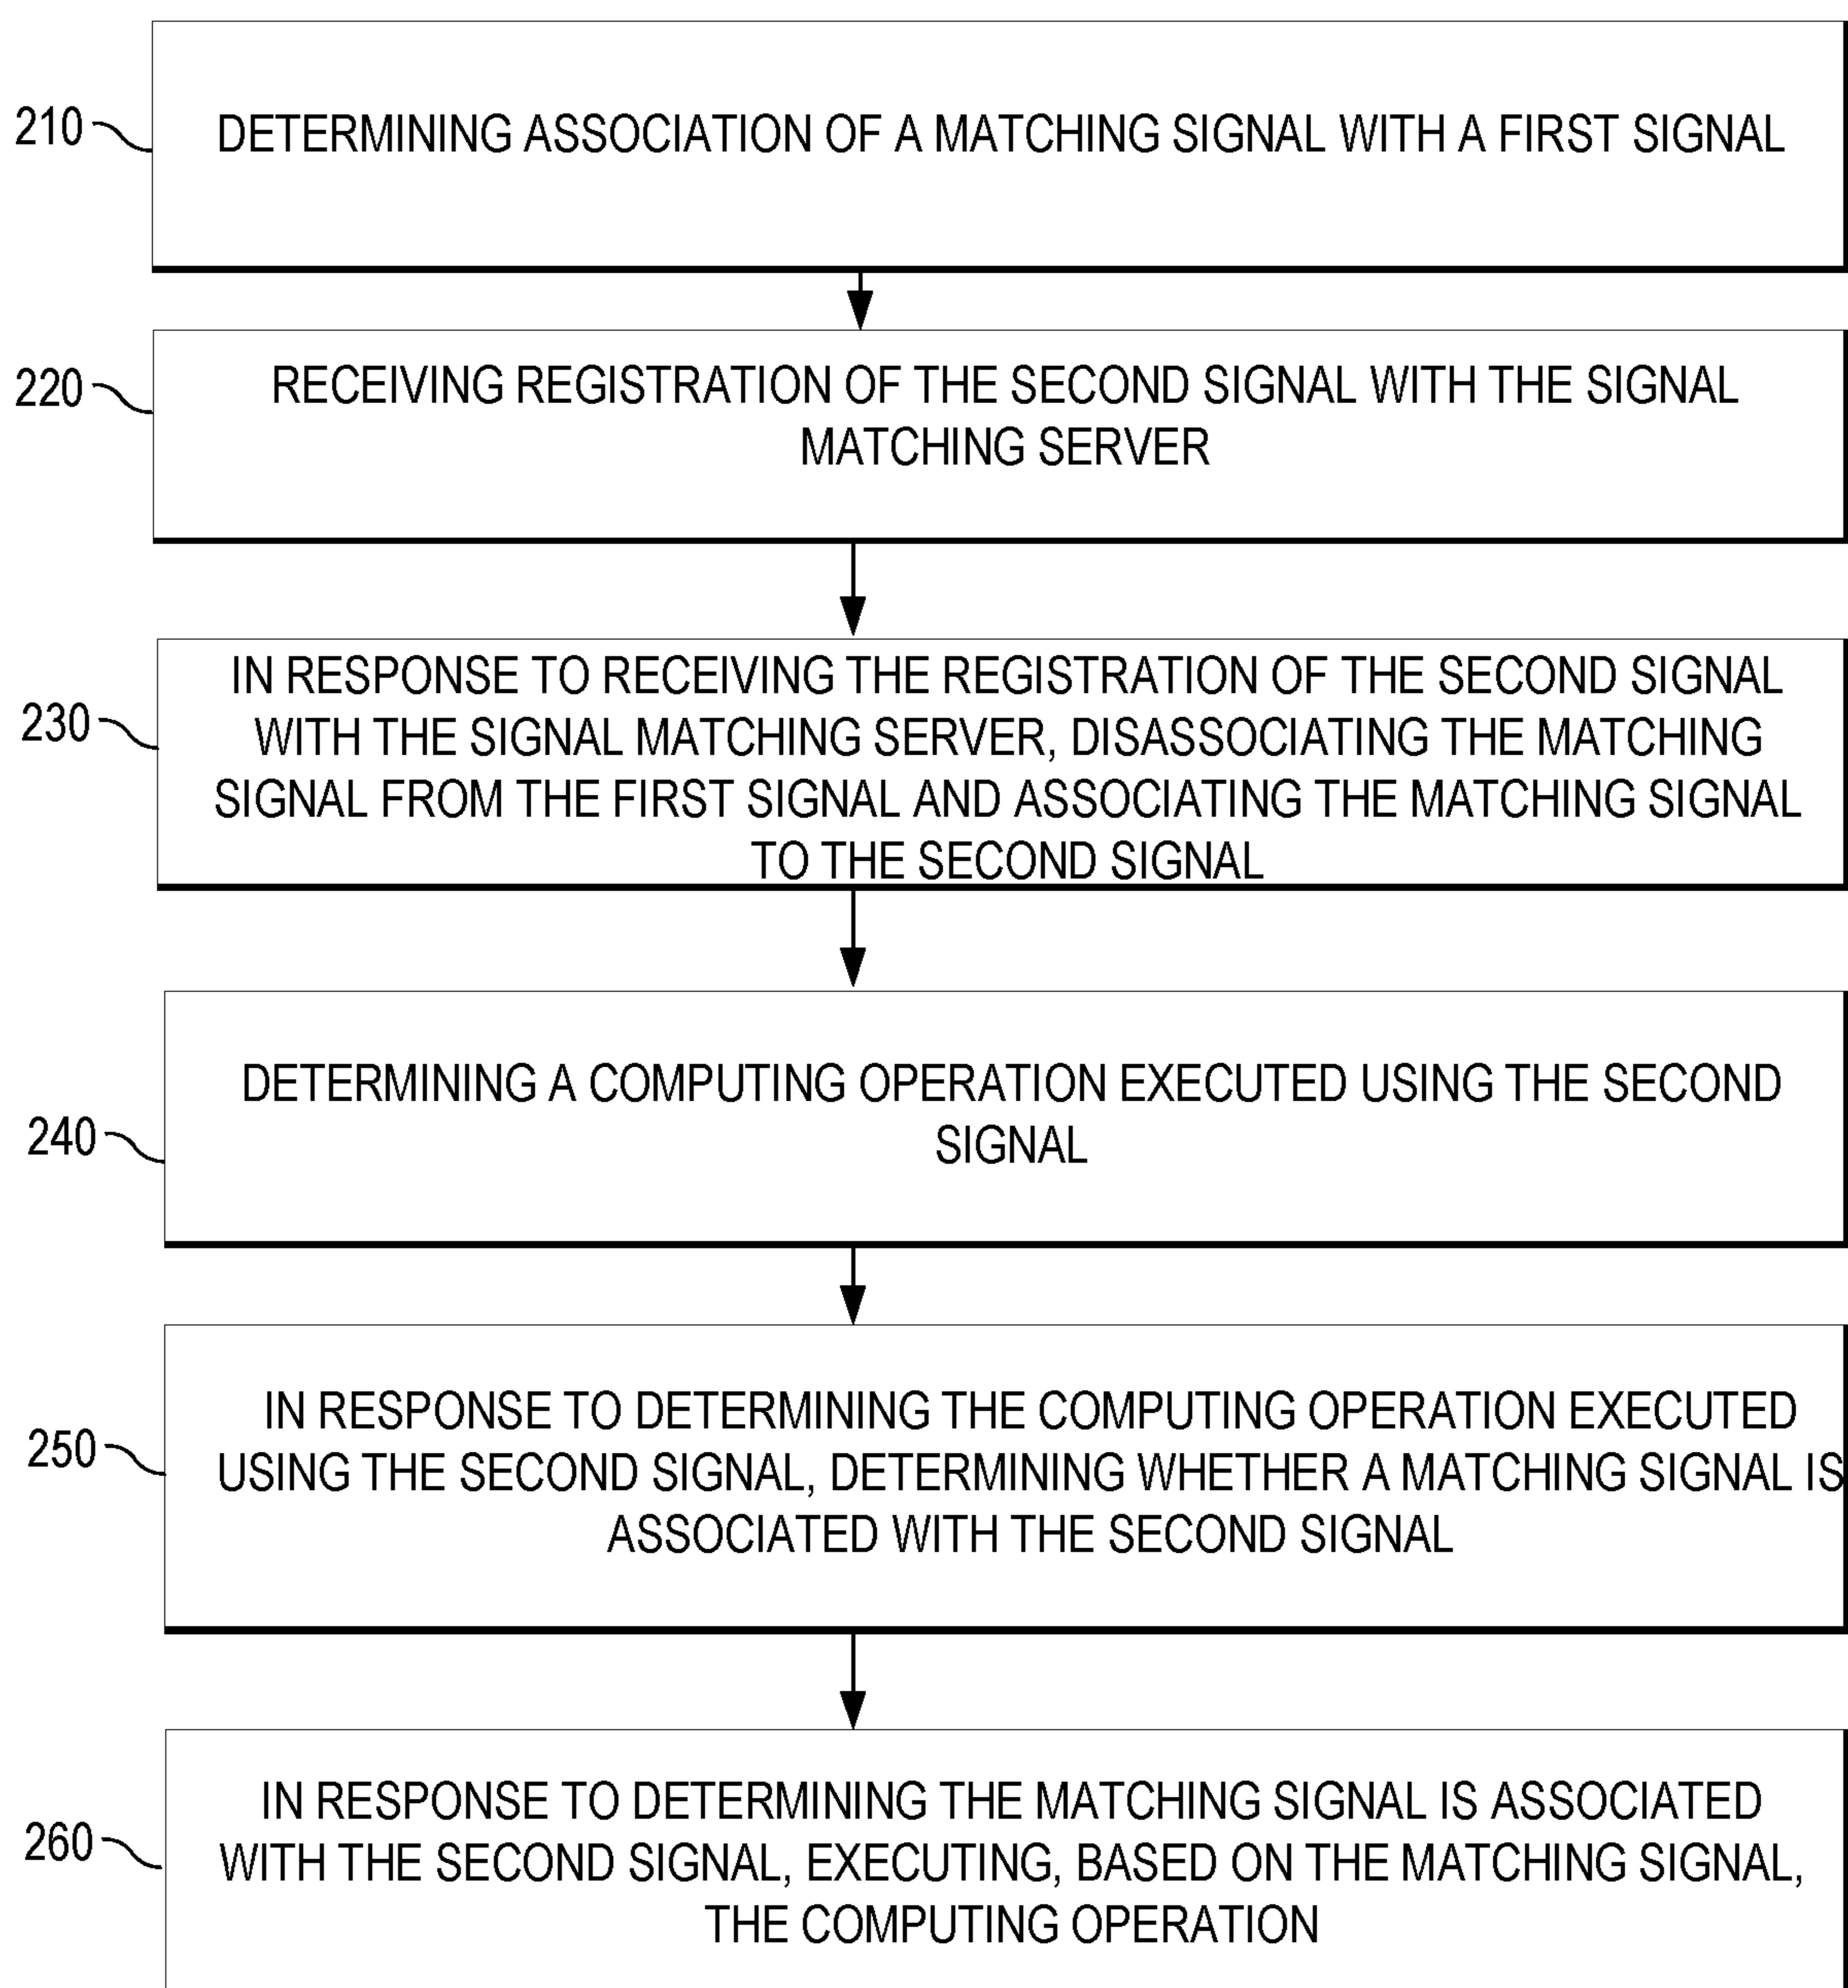 210
DETERMINING ASSOCIATION OF A MATCHING SIGNAL WITH A FIRST SIGNAL
220
RECEIVING REGISTRATION OF THE SECOND SIGNAL WITH THE SIGNAL
MATCHING SERVER
230
IN RESPONSE TO RECEIVING THE REGISTRATION OF THE SECOND SIGNAL
WITH THE SIGNAL MATCHING SERVER, DISASSOCIATING THE MATCHING
SIGNAL FROM THE FIRST SIGNAL AND ASSOCIATING THE MATCHING SIGNAL
TO THE SECOND SIGNAL
240
DETERMINING A COMPUTING OPERATION EXECUTED USING THE SECOND
SIGNAL
250
IN RESPONSE TO DETERMINING THE COMPUTING OPERATION EXECUTED
USING THE SECOND SIGNAL, DETERMINING WHETHER A MATCHING SIGNAL IS
ASSOCIATED WITH THE SECOND SIGNAL
260
IN RESPONSE TO DETERMINING THE MATCHING SIGNAL IS ASSOCIATED
WITH THE SECOND SIGNAL, EXECUTING, BASED ON THE MATCHING SIGNAL,
THE COMPUTING OPERATION